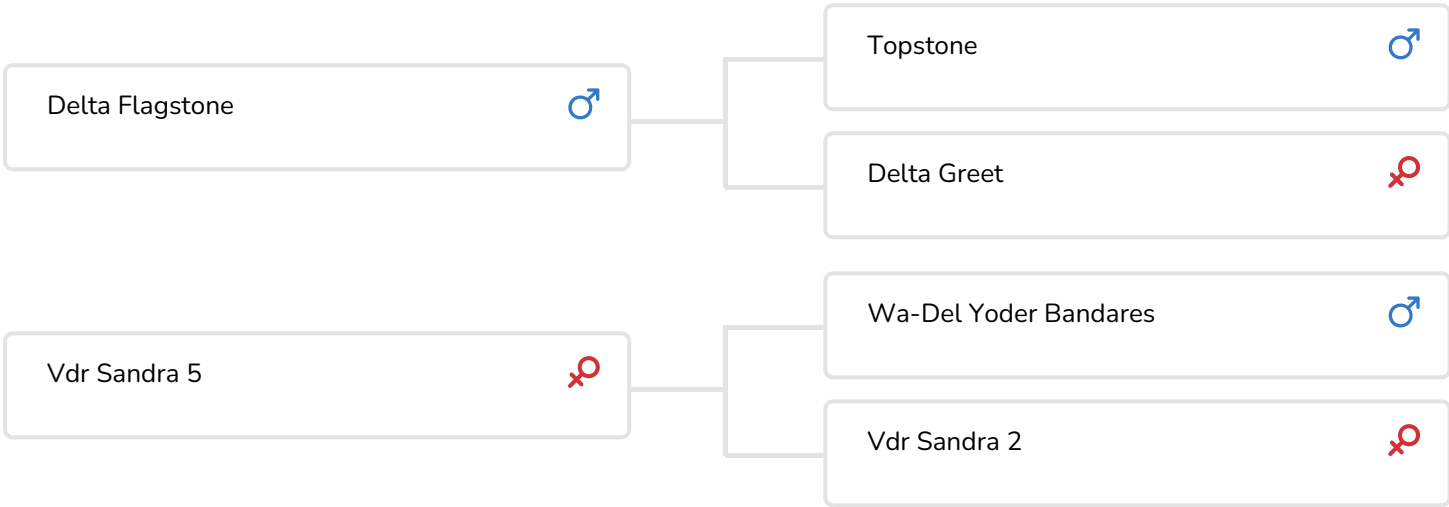 Delta Flagstone
Topstone
Delta Greet
Vdr Sandra 5
Wa-Del Yoder Bandares
Vdr Sandra 2